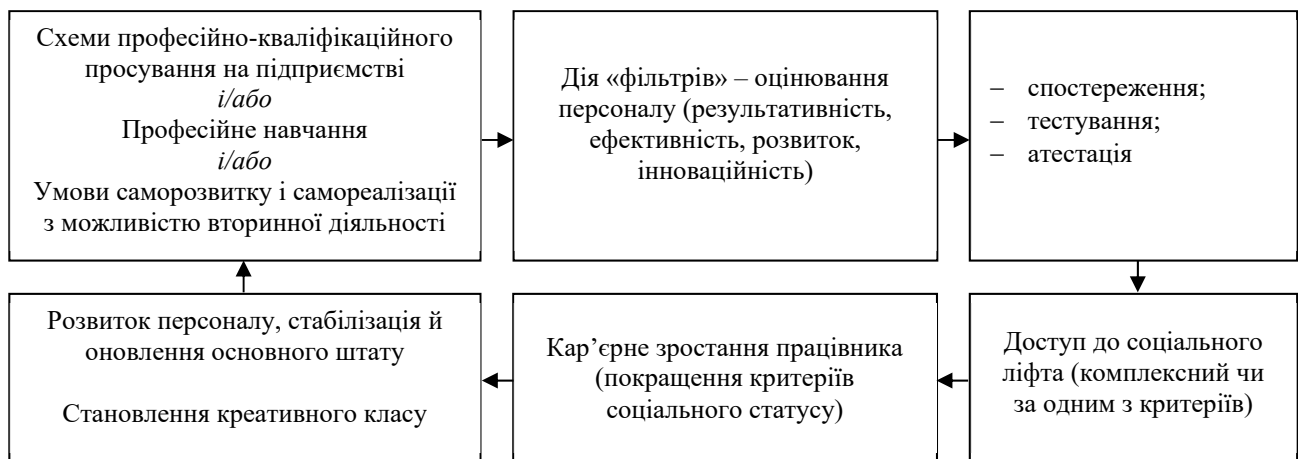 Схеми професійно-кваліфікаційного
просування на підприємстві
і/або
Професійне навчання
і/або
Умови саморозвитку і самореалізації
з можливістю вторинної діяльності
Дія «фільтрів» – оцінювання
персоналу (результативність,
ефективність, розвиток,
інноваційність)
– спостереження;
– тестування;
– атестація
Розвиток персоналу, стабілізація й
оновлення основного штату
Становлення креативного класу
Кар’єрне зростання працівника
(покращення критеріїв
соціального статусу)
Доступ до соціального
ліфта (комплексний чи
за одним з критеріїв)